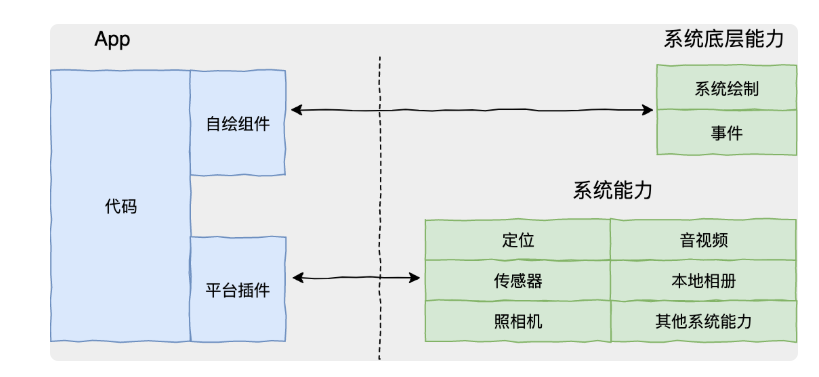 App
系统底层能力
系统绘制
自绘组件
事件
系统能力
代码
定位
音视频
传感器
本地相册
平台插件
照相机
其他系统能力